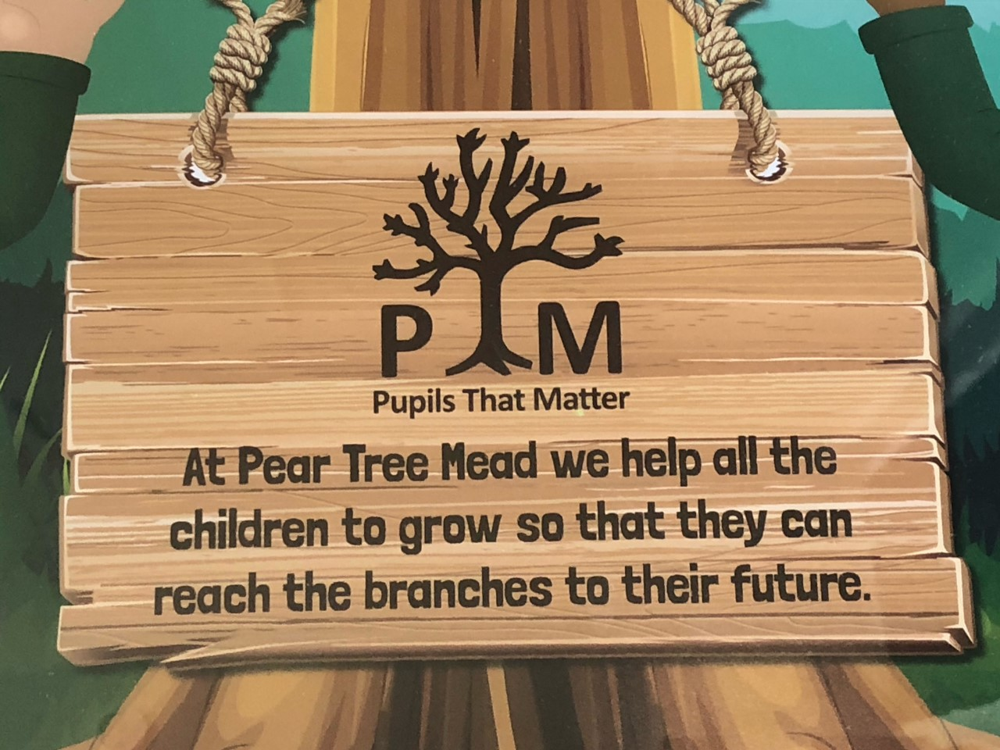 P M
Pupils That Matter
At Pear Tree Mead we help all the
children to grow so that they can
reach the branches to their future.